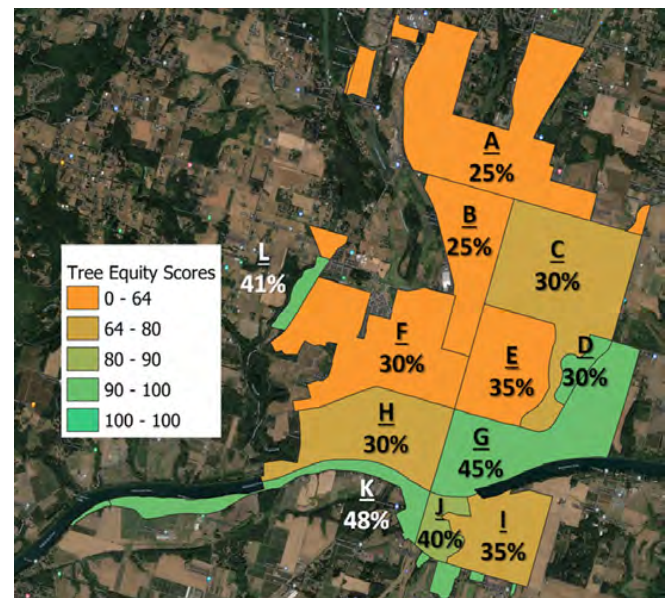 A
25%
B
25%
C
30%
L
41%
Tree Equity Scores
0 - 64
64 - 80
80 - 90
90 - 100
100 - 100
F
30%
E
35%
D
30%
H
30%
G
45%
K
48%
J
40%
I
35%